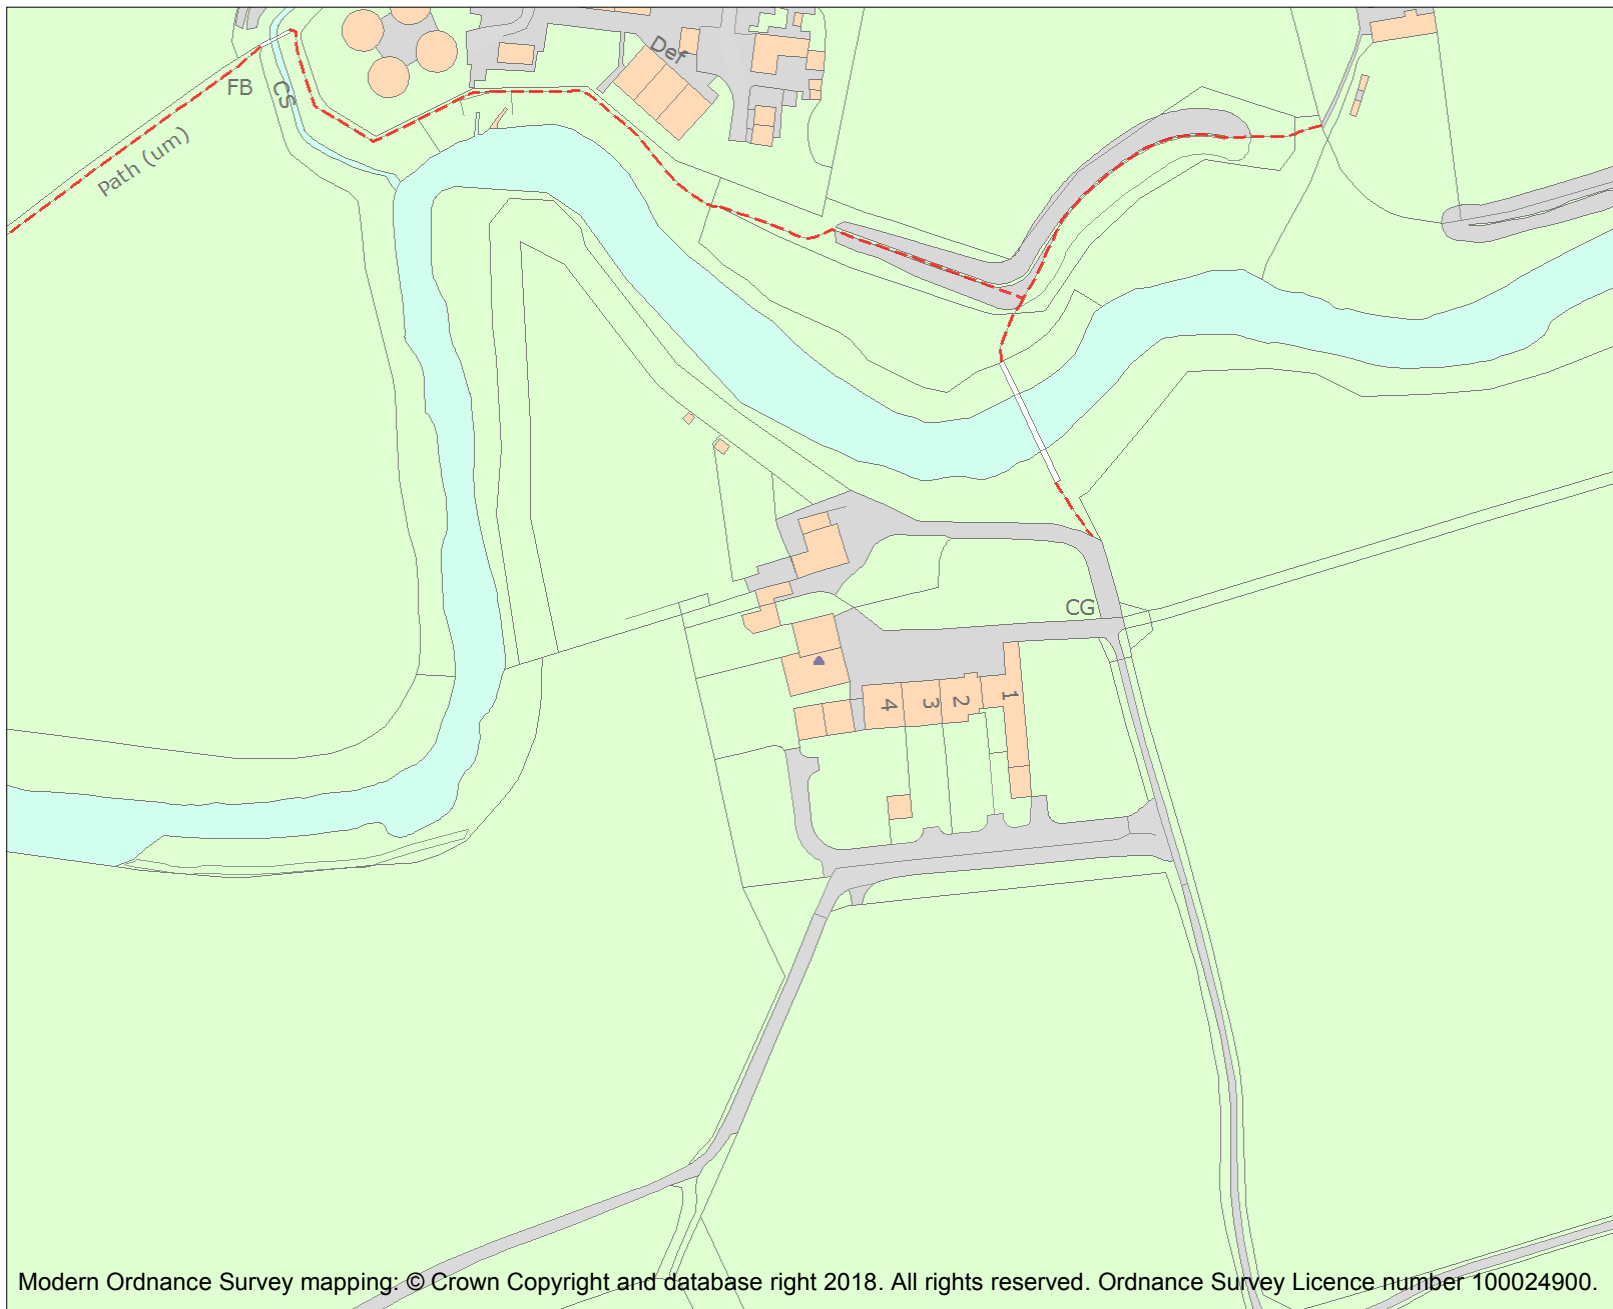 Def
FB
CS
Path (um)
CG
4
3
2
1
Modern Ordnance Survey mapping: © Crown Copyright and database right 2018. All rights reserved. Ordnance Survey Licence number 100024900.